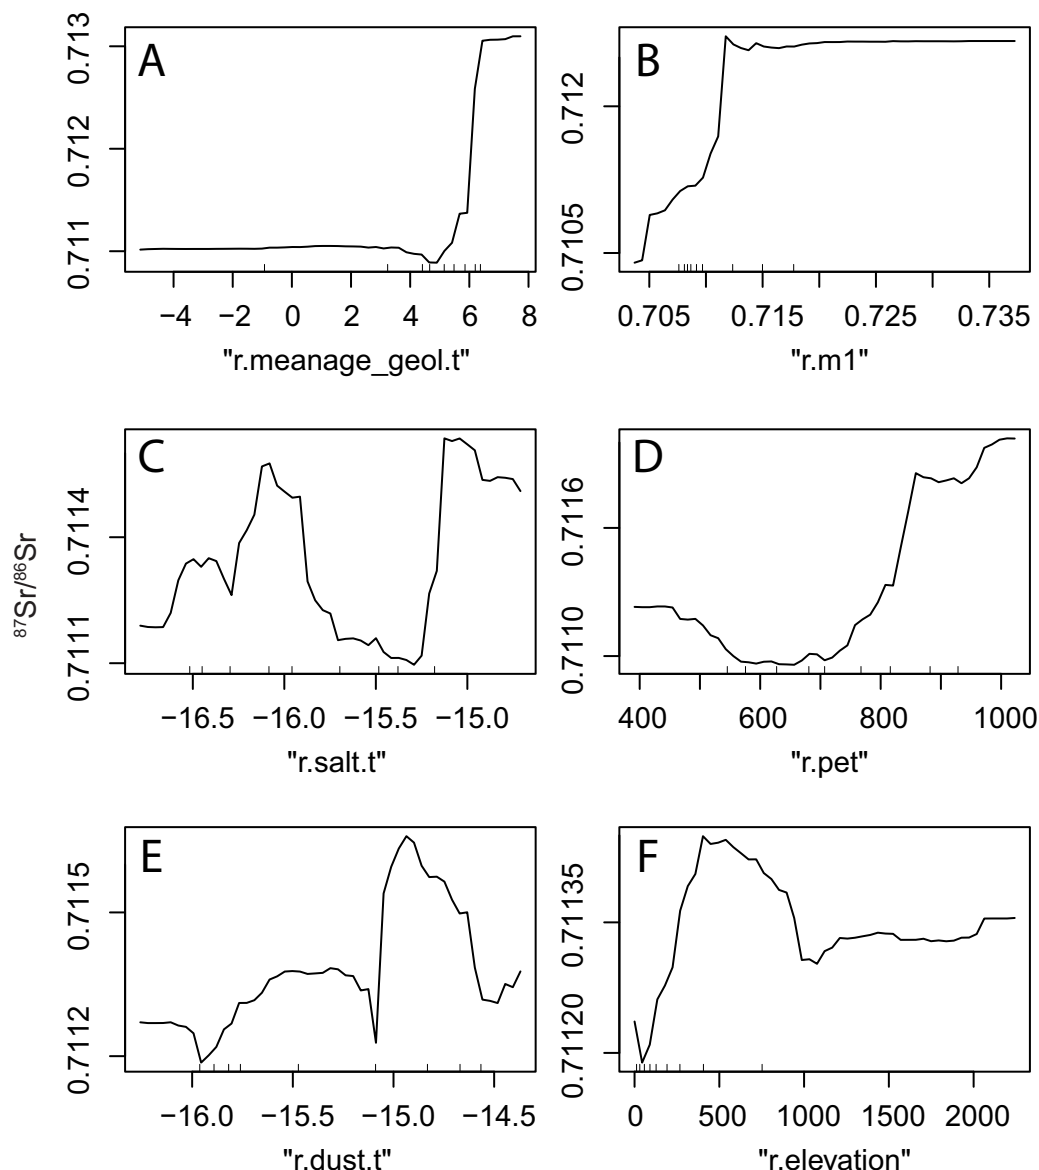 A
0.713
0.712
0.711
−4 −2 0 2 4 6 8
"r.meanage_geol.t"
B
0.712
0.7105
0.705 0.715 0.725 0.735
"r.m1"
87Sr/86Sr
C
0.71114
0.7111
−16.5 −16.0 −15.5 −15.0
"r.salt.t"
D
0.7116
0.7110
400 600 800 1000
"r.pet"
E
0.7115
0.7112
−16.0 −15.5 −15.0 −14.5
"r.dust.t"
F
0.71135
0.71120
0 500 1000 1500 2000
"r.elevation"